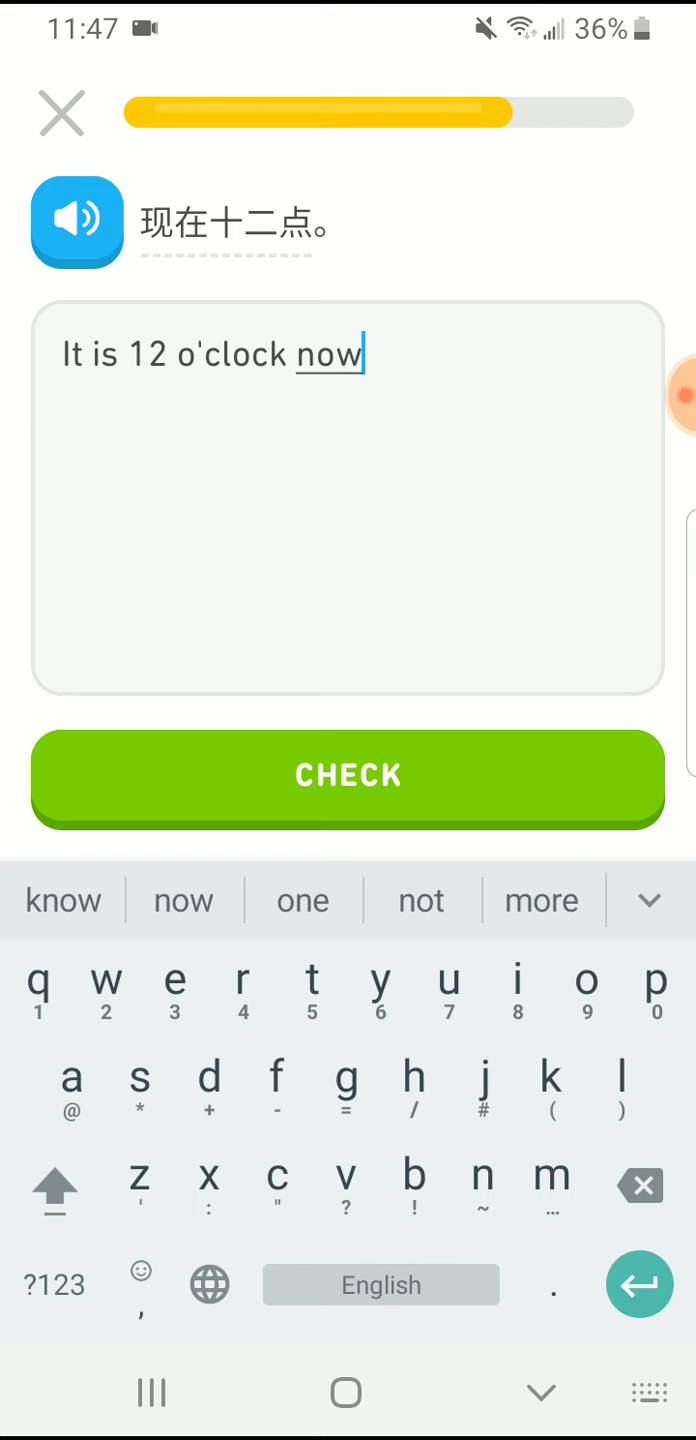 11:47 36%
现在十二点。
It is 12 o'clock now
CHECK
know now one not more
q w e r t y u i o p
1 2 3 4 5 6 7 8 9 0
a s d f g h j k l
@ * + - = / # ( )
z x c v b n m
' : " ? ! ~ …
?123 , English .